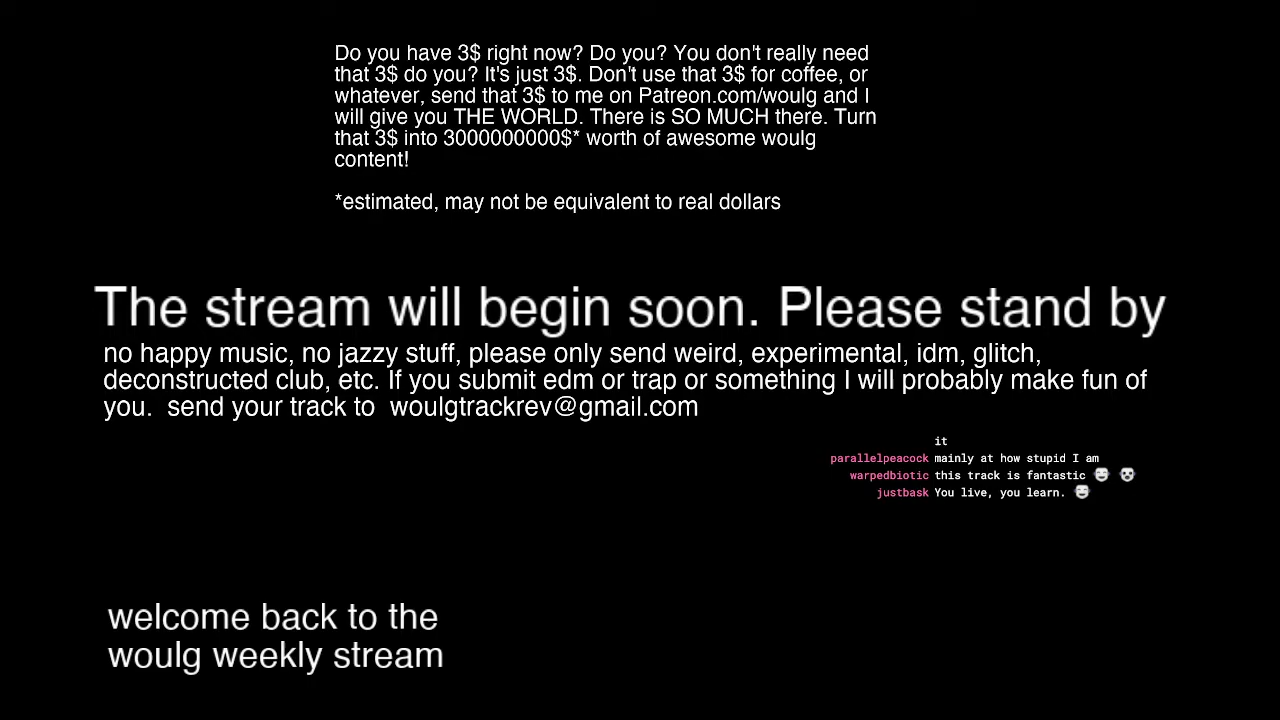 Do you have 3$ right now? Do you? You don't really need
that 3$ do you? It's just 3$. Don't use that 3$ for coffee, or
whatever, send that 3$ to me on Patreon.com/woulg and I
will give you THE WORLD. There is SO MUCH there. Turn
that 3$ into 3000000000$* worth of awesome woulg
content!
*estimated, may not be equivalent to real dollars
The stream will begin soon. Please stand by
no happy music, no jazzy stuff, please only send weird, experimental, idm, glitch,
deconstructed club, etc. If you submit edm or trap or something I will probably make fun of
you.  send your track to  woulgtrackrev@gmail.com
it
parallelpeacock mainly at how stupid I am
warpedbiotic this track is fantastic
justbask You live, you learn.
welcome back to the
woulg weekly stream